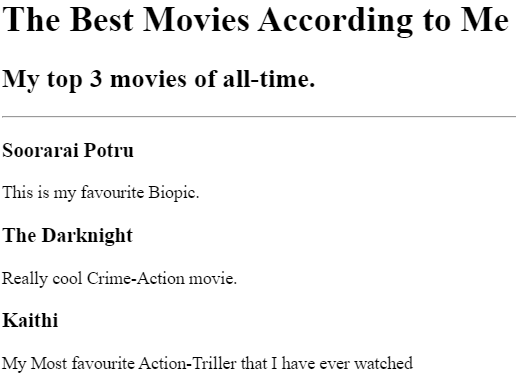 The Best Movies According to Me
My top 3 movies of all-time.
Soorarai Potru
This is my favourite Biopic.
The Darknight
Really cool Crime-Action movie.
Kaithi
My Most favourite Action-Triller that I have ever watched